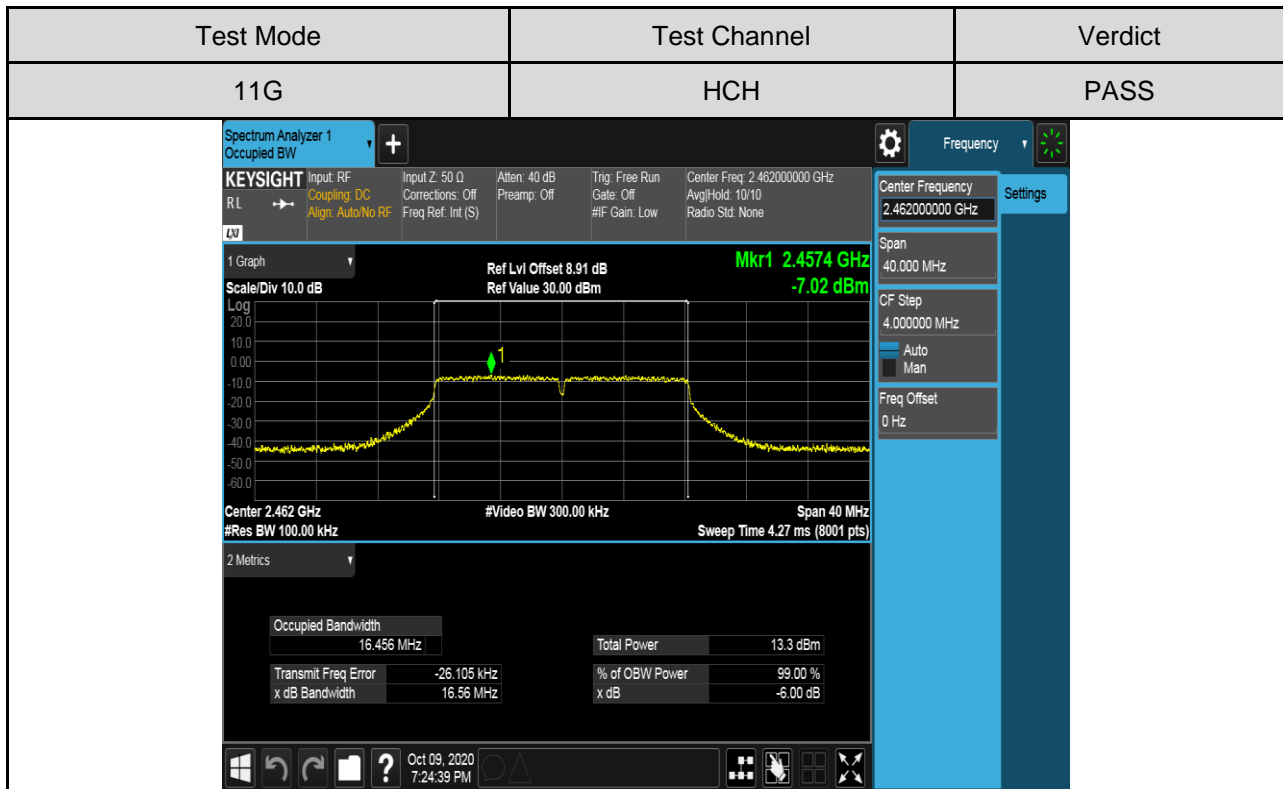 Test Mode Test Channel Verdict
11G HCH PASS
Spectrum Analyzer 1
Occupied BW
+
Frequency
KEYSIGHT Input: RF Input Z: 50 Ω Atten: 40 dB Trig: Free Run Center Freq: 2.462000000 GHz
RL Coupling: DC Corrections: Off Preamp: Off Gate: Off Avg|Hold: 10/10
Align: Auto/No RF Freq Ref: Int (S) #IF Gain: Low Radio Std: None
LXI
Center Frequency
2.462000000 GHz
Settings
Span
40.000 MHz
CF Step
4.000000 MHz
Auto
Man
Freq Offset
0 Hz
1 Graph Ref Lvl Offset 8.91 dB Mkr1 2.4574 GHz
Scale/Div 10.0 dB Ref Value 30.00 dBm -7.02 dBm
Log
20.0
10.0
0.00
-10.0
-20.0
-30.0
-40.0
-50.0
-60.0
1
Center 2.462 GHz #Video BW 300.00 kHz Span 40 MHz
#Res BW 100.00 kHz Sweep Time 4.27 ms (8001 pts)
2 Metrics
Occupied Bandwidth
16.456 MHz Total Power 13.3 dBm
Transmit Freq Error -26.105 kHz % of OBW Power 99.00 %
x dB Bandwidth 16.56 MHz x dB -6.00 dB
? Oct 09, 2020
7:24:39 PM